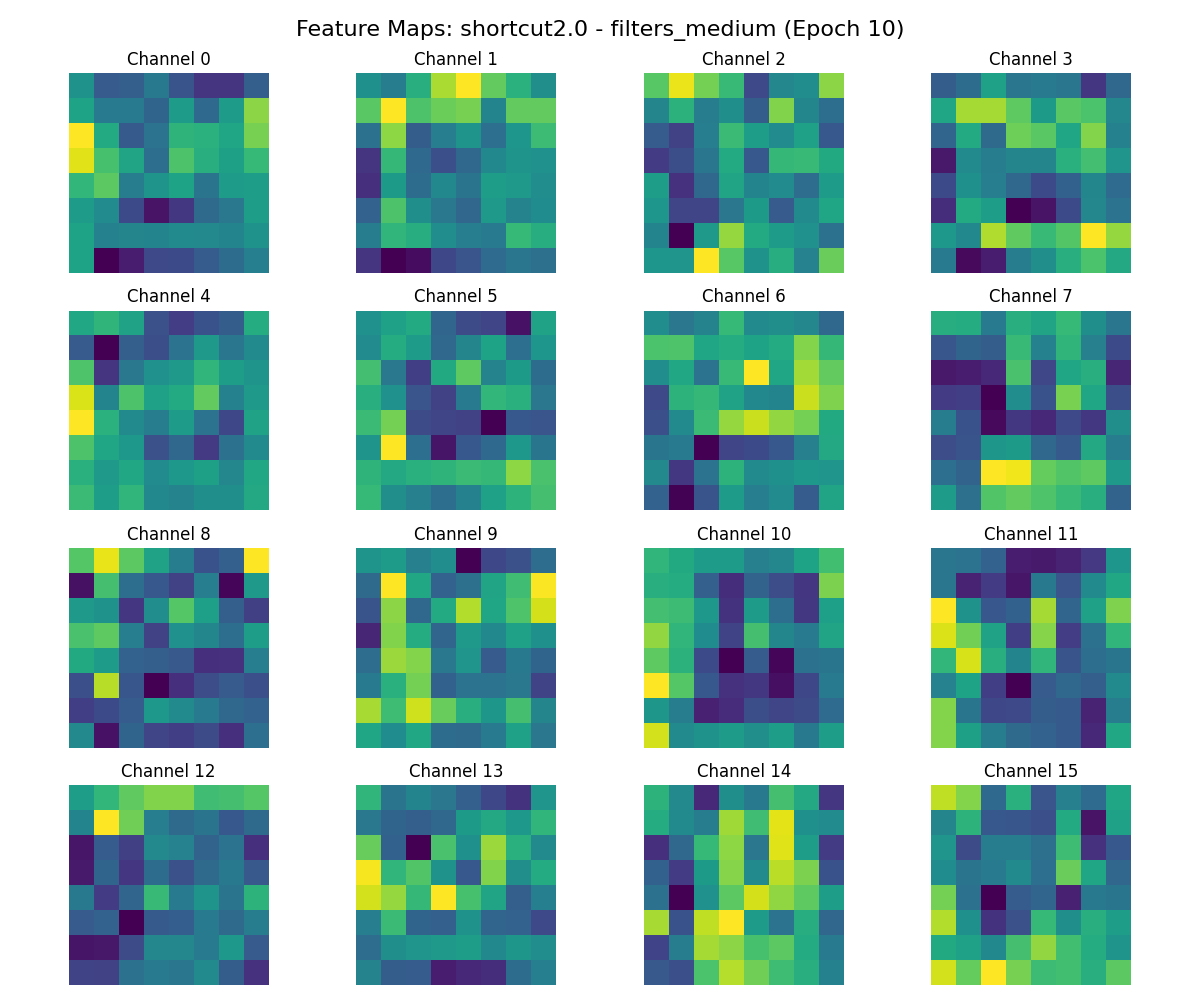 Feature Maps: shortcut2.0 - filters_medium (Epoch 10)
Channel 0 Channel 1 Channel 2 Channel 3
Channel 4 Channel 5 Channel 6 Channel 7
Channel 8 Channel 9 Channel 10 Channel 11
Channel 12 Channel 13 Channel 14 Channel 15